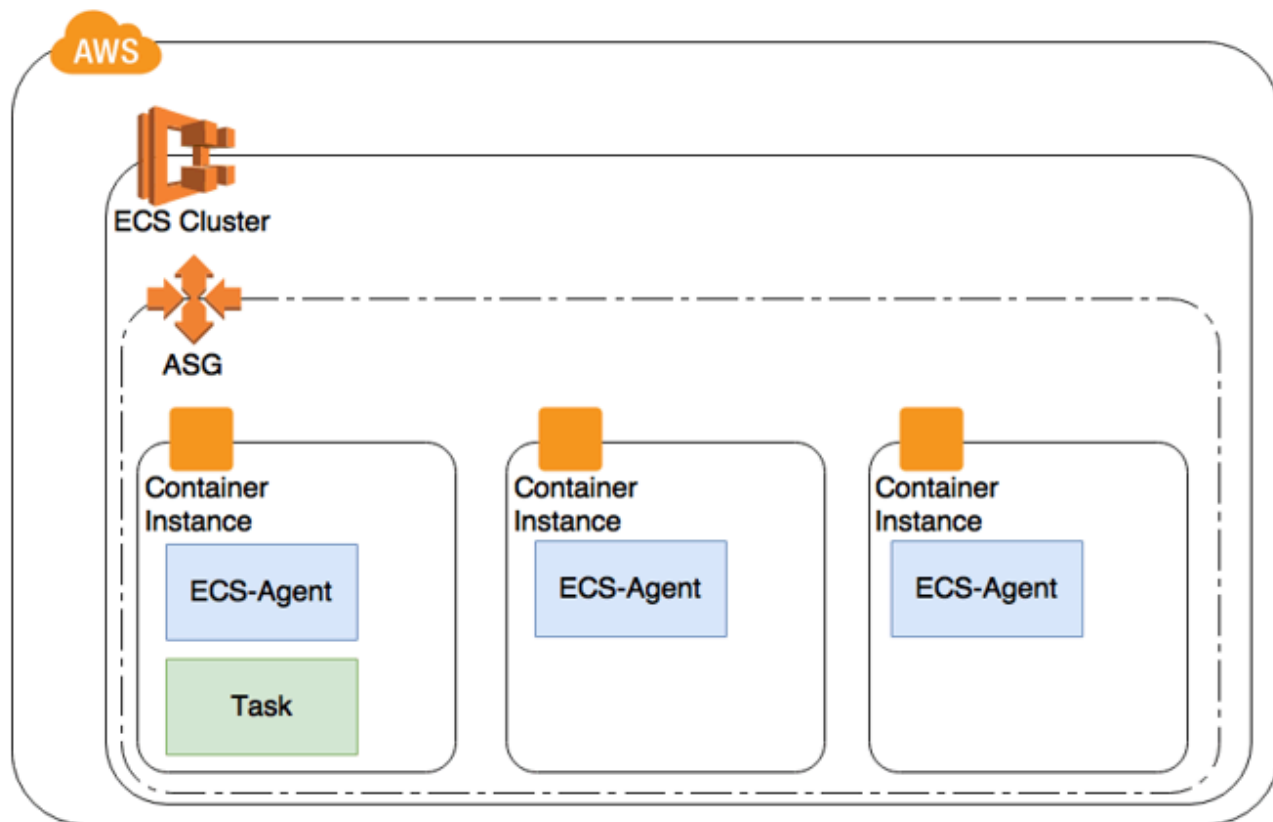 AWS
ECS Cluster
ASG
Container
Instance
ECS-Agent
Task
Container
Instance
ECS-Agent
Container
Instance
ECS-Agent